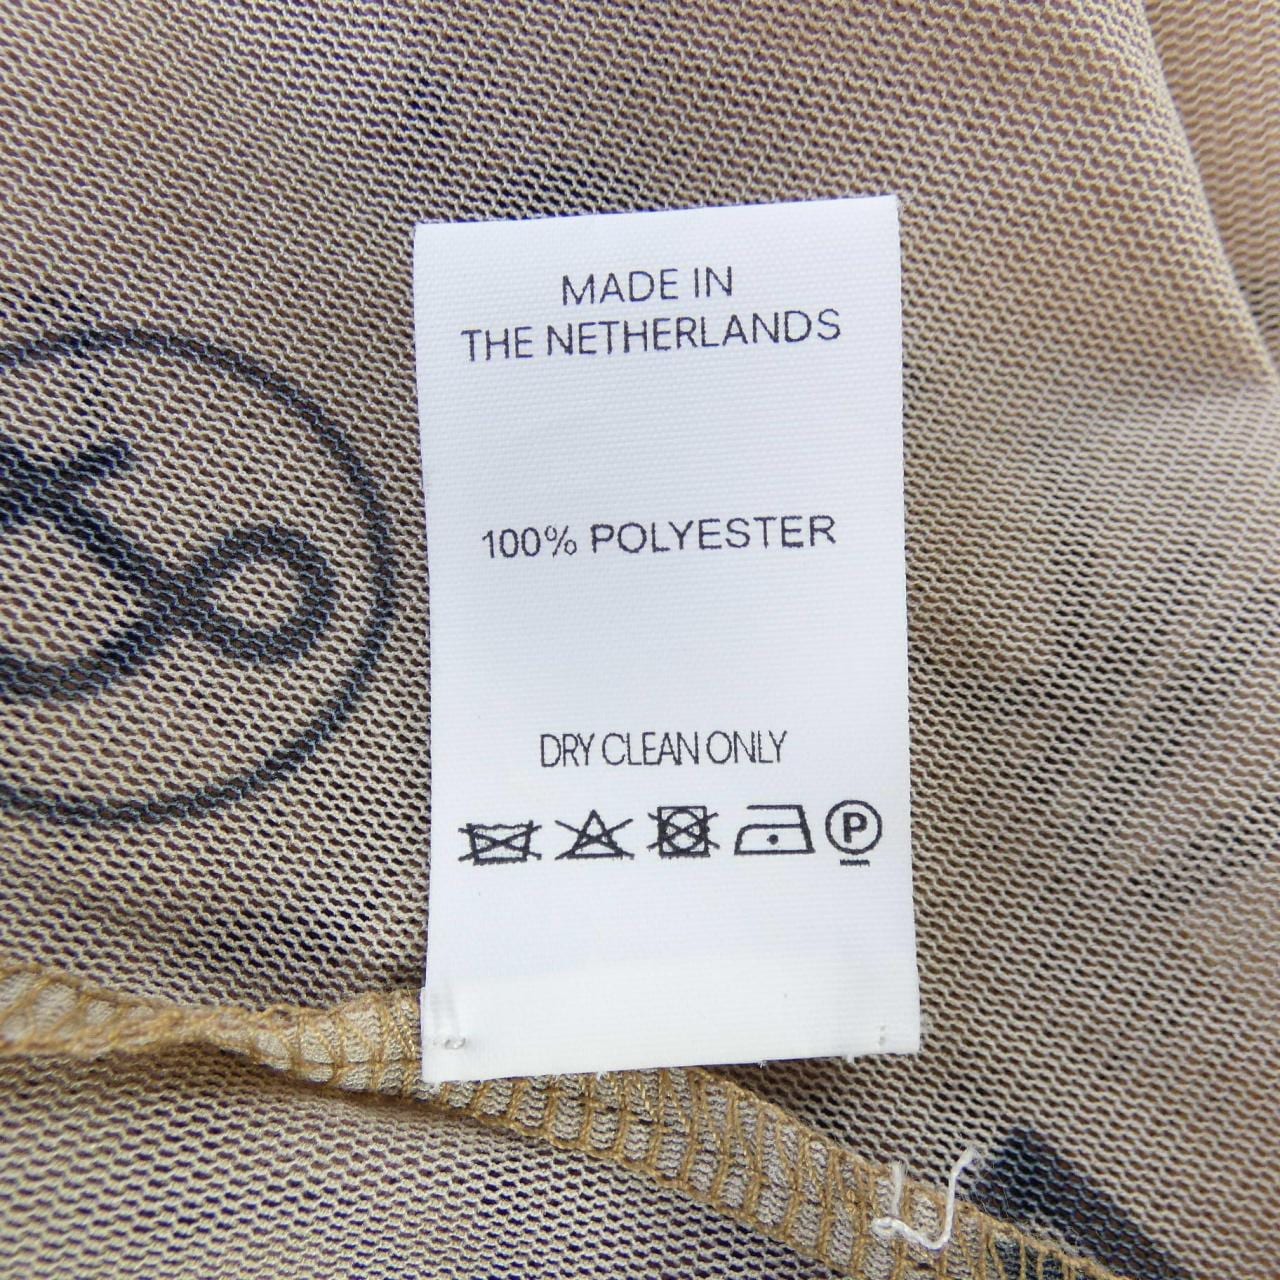 MADE IN
THE NETHERLANDS
100% POLYESTER
DRY CLEAN ONLY
P